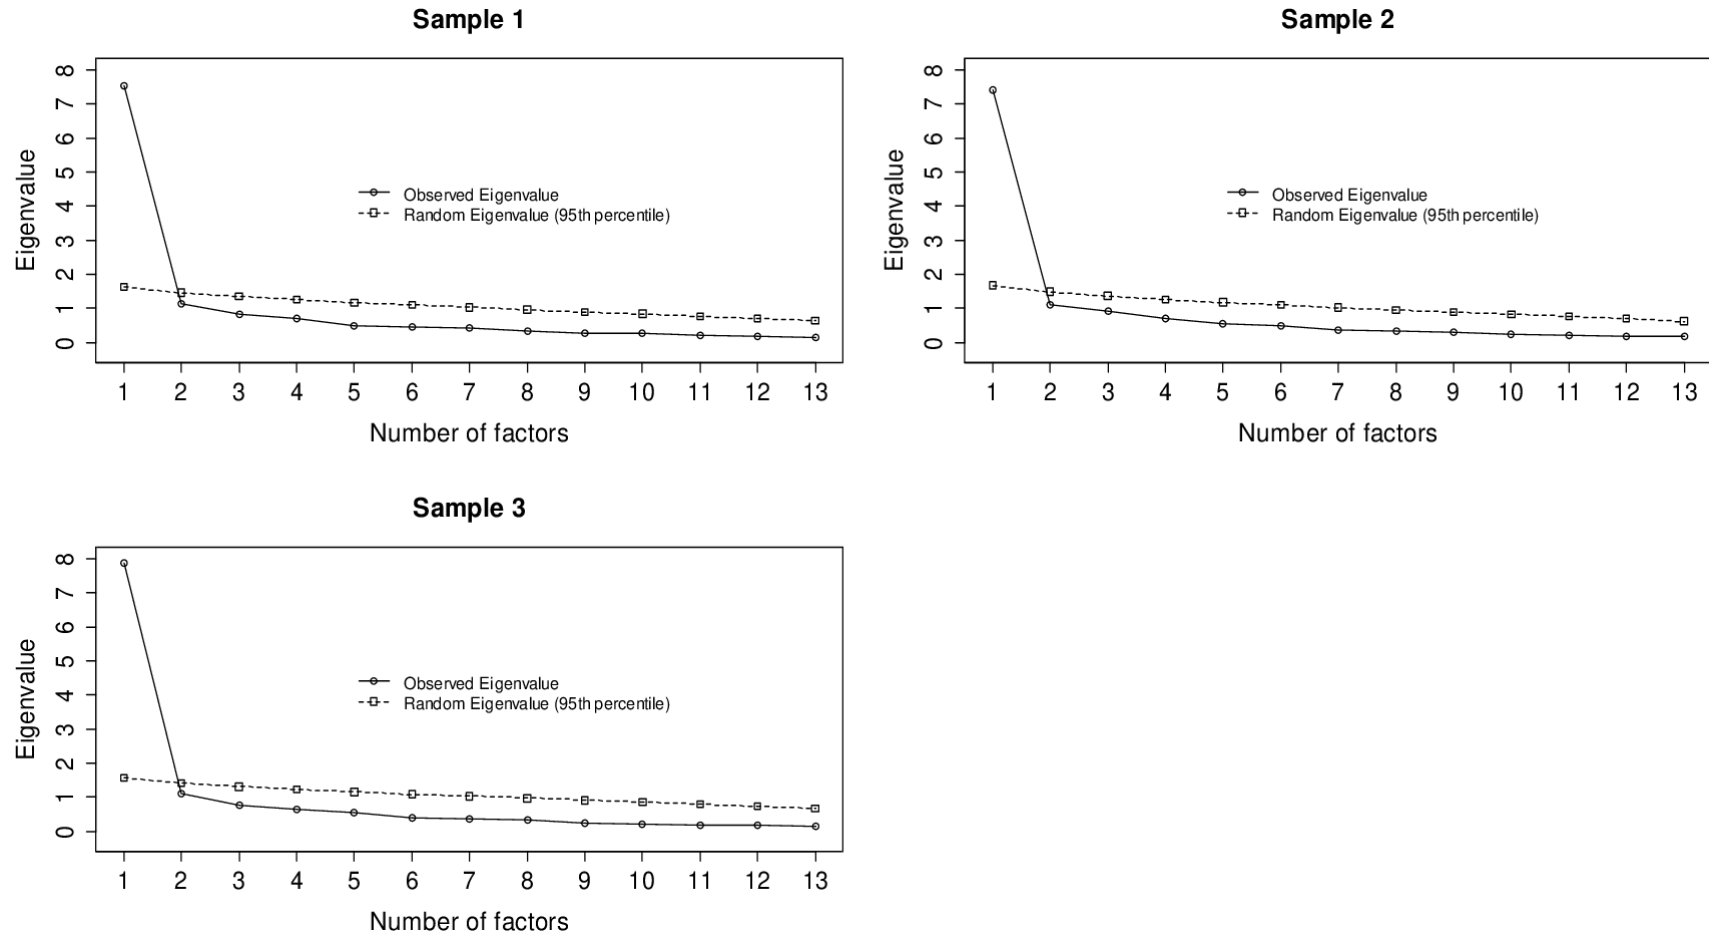 Sample 1
8
7
6
5
4
3
2
1
0
Eigenvalue
Observed Eigenvalue
Random Eigenvalue (95th percentile)
1 2 3 4 5 6 7 8 9 10 11 12 13
Number of factors
Sample 2
8
7
6
5
4
3
2
1
0
Eigenvalue
Observed Eigenvalue
Random Eigenvalue (95th percentile)
1 2 3 4 5 6 7 8 9 10 11 12 13
Number of factors
Sample 3
8
7
6
5
4
3
2
1
0
Eigenvalue
Observed Eigenvalue
Random Eigenvalue (95th percentile)
1 2 3 4 5 6 7 8 9 10 11 12 13
Number of factors